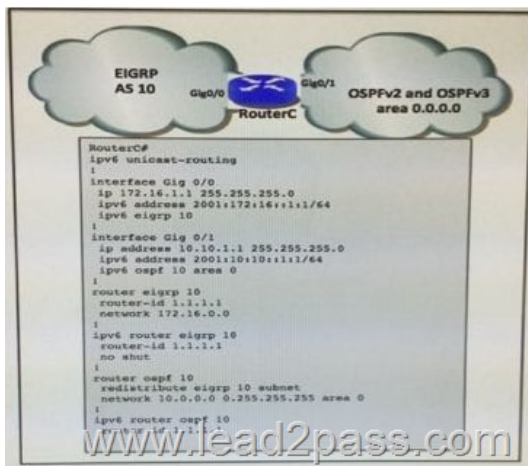 EIGRP
AS 10
Gig0/0
RouterC
Gig0/1
OSPFv2 and OSPFv3
area 0.0.0.0
RouterC#
ipv6 unicast-routing
!
interface Gig 0/0
ip 172.16.1.1 255.255.255.0
ipv6 address 2001:172:16::1:1/64
ipv6 eigrp 10
!
interface Gig 0/1
ip address 10.10.1.1 255.255.255.0
ipv6 address 2001:10:10::1:1/64
ipv6 ospf 10 area 0
!
router eigrp 10
router-id 1.1.1.1
network 172.16.0.0
!
ipv6 router eigrp 10
router-id 1.1.1.1
no shut
!
router ospf 10
redistribute eigrp 10 subnet
network 10.0.0.0 0.255.255.255 area 0
!
ipv6 router ospf 10
router-id 1.1.1.1
www.lead2pass.com